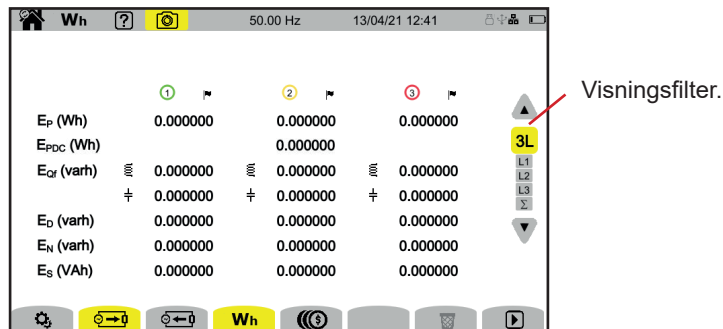 Wh ? 50.00 Hz 13/04/21 12:41
1 2 3
Visningsfilter.
EP (Wh) 0.000000 0.000000 0.000000
3L
EPDC (Wh) 0.000000
L1
EQf (varh) 0.000000 0.000000 0.000000
L2
L3
0.000000 0.000000 0.000000
Σ
ED (varh) 0.000000 0.000000 0.000000
EN (varh) 0.000000 0.000000 0.000000
ES (VAh) 0.000000 0.000000 0.000000
Wh $